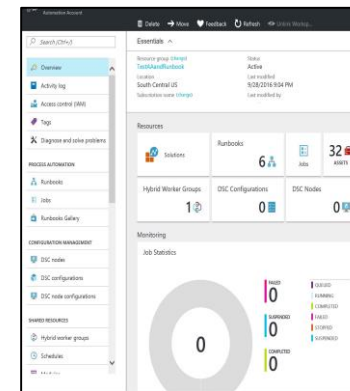 Automation Account
Delete Move Feedback Refresh Unlink Worksp...
Search (Ctrl+/)
Overview
Activity log
Access control (IAM)
Tags
Diagnose and solve problems
PROCESS AUTOMATION
Runbooks
Jobs
Runbooks Gallery
CONFIGURATION MANAGEMENT
DSC nodes
DSC configurations
DSC node configurations
SHARED RESOURCES
Hybrid worker groups
Schedules
Essentials
Resource group (change)
Status
Active
Location
South Central US
Last modified
9/28/2016 9:04 PM
Subscription name (change)
Last modified by
Resources
Solutions
Runbooks
6
Jobs
32
ASSETS
Hybrid Worker Groups
1
DSC Configurations
0
DSC Nodes
0
Monitoring
Job Statistics
0
FAILED
0
SUSPENDED
0
COMPLETED
0
QUEUED
RUNNING
COMPLETED
FAILED
STOPPED
SUSPENDED